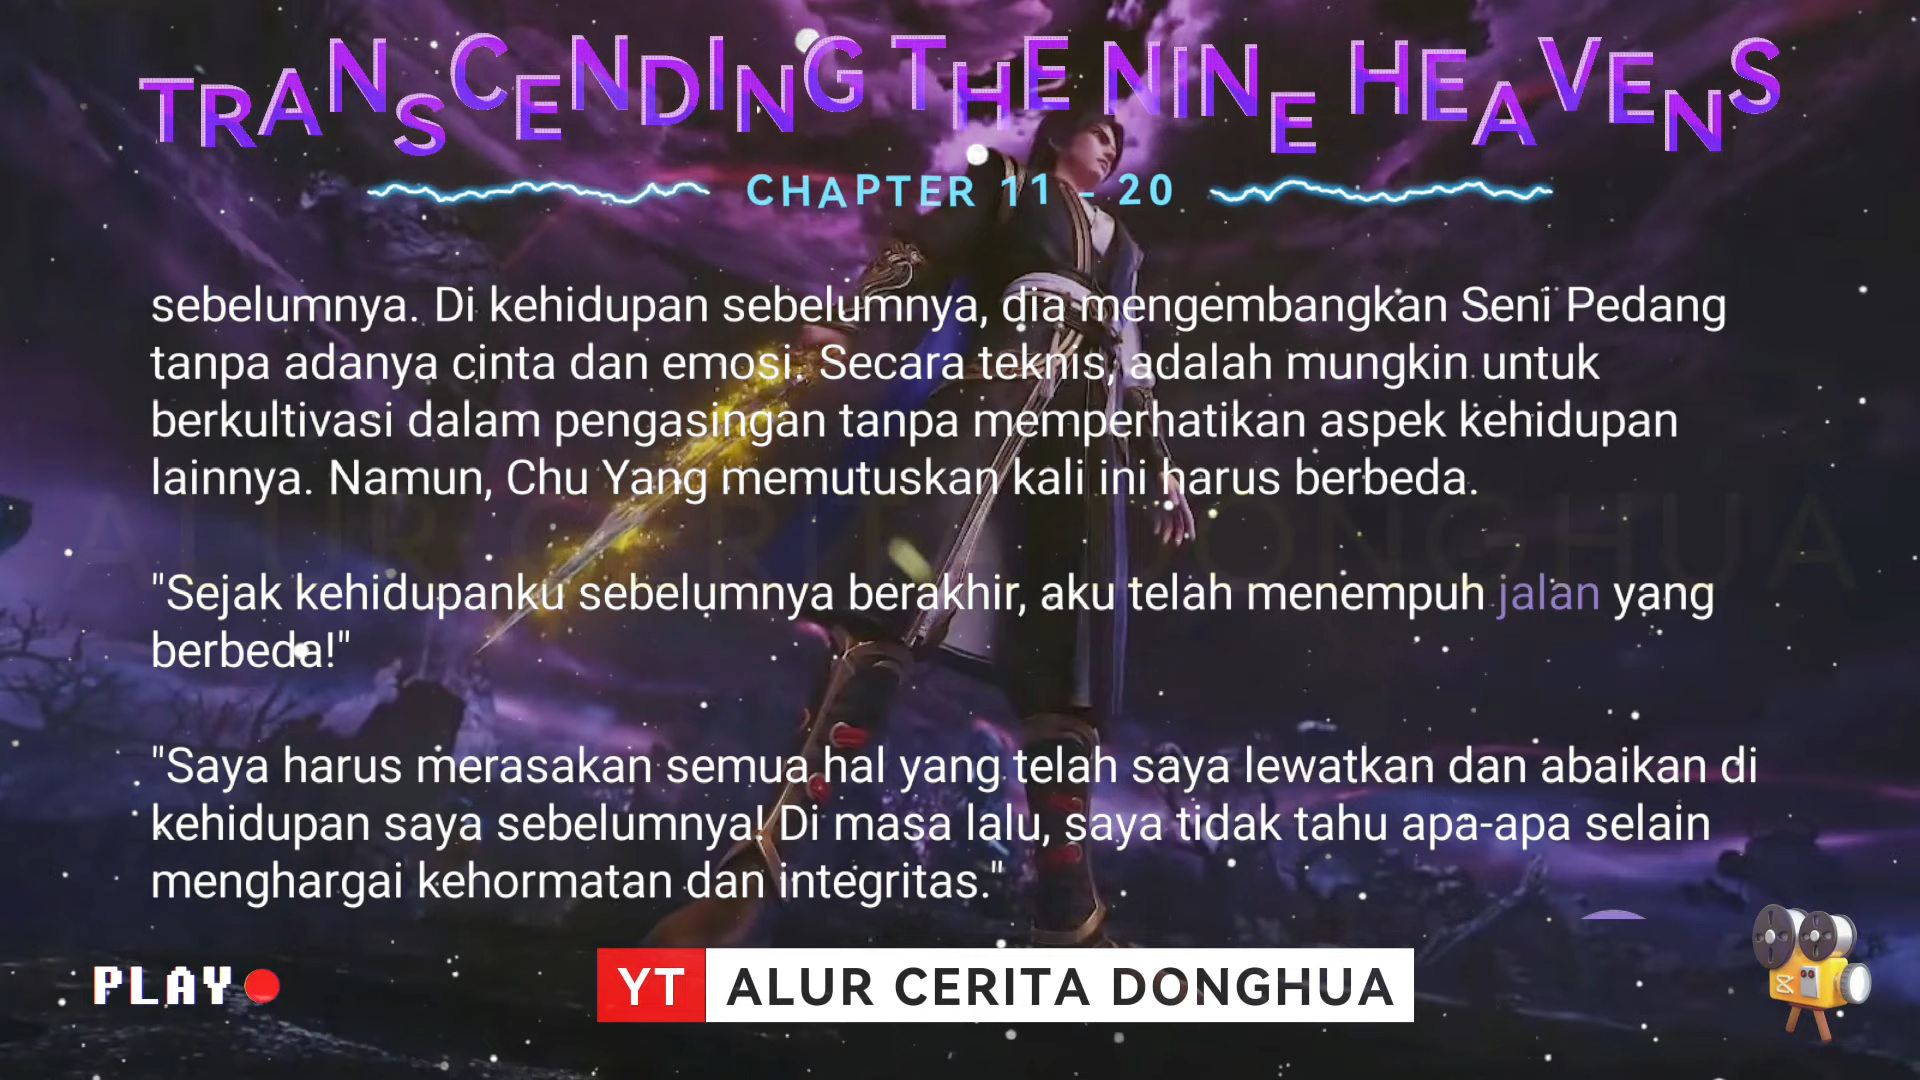 TRANSCENDING THE NINE HEAVENS
CHAPTER 11 - 20
sebelumnya. Di kehidupan sebelumnya, dia mengembangkan Seni Pedang
tanpa adanya cinta dan emosi. Secara teknis, adalah mungkin untuk
berkultivasi dalam pengasingan tanpa memperhatikan aspek kehidupan
lainnya. Namun, Chu Yang memutuskan kali ini harus berbeda.
ALUR CERITA DONGHUA
"Sejak kehidupanku sebelumnya berakhir, aku telah menempuh jalan yang
berbeda!"
"Saya harus merasakan semua hal yang telah saya lewatkan dan abaikan di
kehidupan saya sebelumnya! Di masa lalu, saya tidak tahu apa-apa selain
menghargai kehormatan dan integritas."
PLAY
YT ALUR CERITA DONGHUA